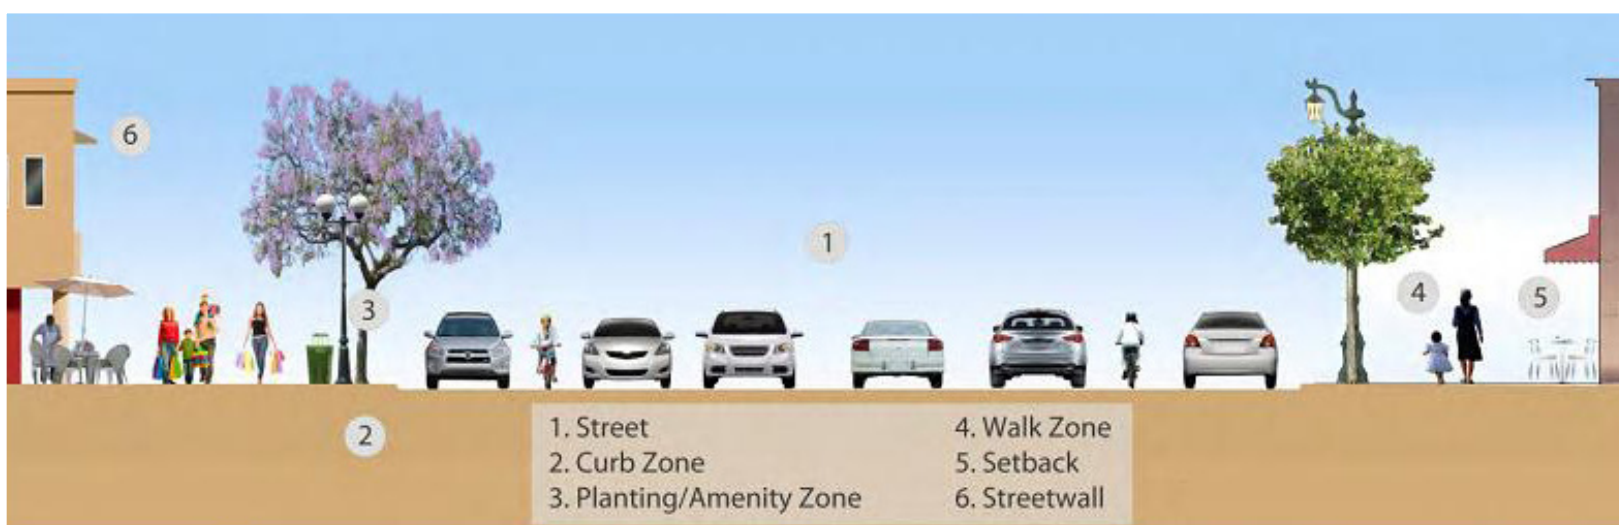 6
1
3
4
5
2
1. Street
2. Curb Zone
3. Planting/Amenity Zone
4. Walk Zone
5. Setback
6. Streetwall